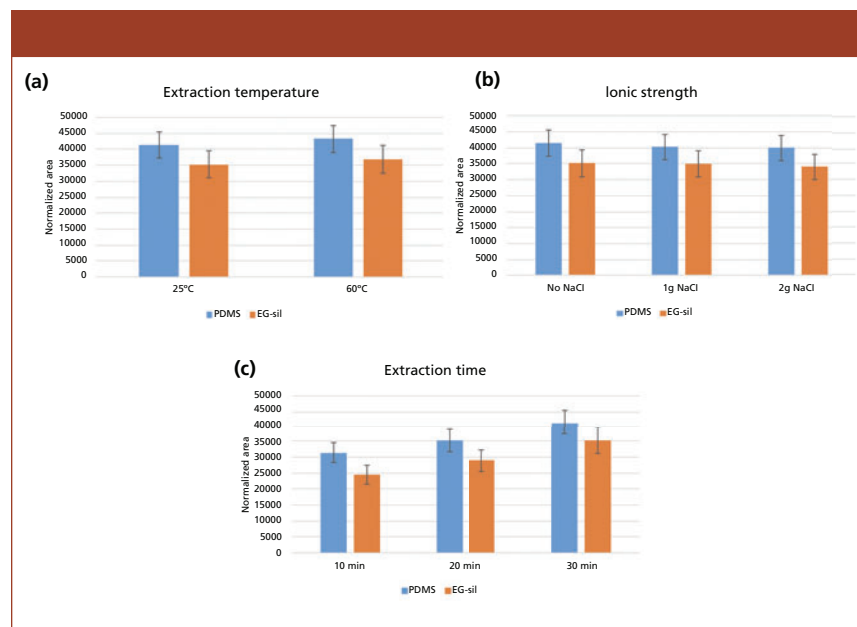 (a)
Extraction temperature
Normalized area
50000
45000
40000
35000
30000
25000
20000
15000
10000
5000
0
25°C
60°C
PDMS EG-sil
(b)
Ionic strength
Normalized area
50000
45000
40000
35000
30000
25000
20000
15000
10000
5000
0
No NaCl
1g NaCl
2g NaCl
PDMS EG-sil
(c)
Extraction time
Normalized area
50000
45000
40000
35000
30000
25000
20000
15000
10000
5000
0
10 min
20 min
30 min
PDMS EG-sil